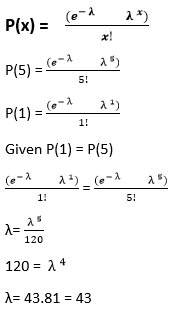 P(x) = (e^−λ λ^x) / x!
P(5) = (e^−λ λ^5) / 5!
P(1) = (e^−λ λ^1) / 1!
Given P(1) = P(5)
(e^−λ λ^1) / 1! = (e^−λ λ^5) / 5!
λ= λ^5 / 120
120 = λ^4
λ= 43.81 = 43